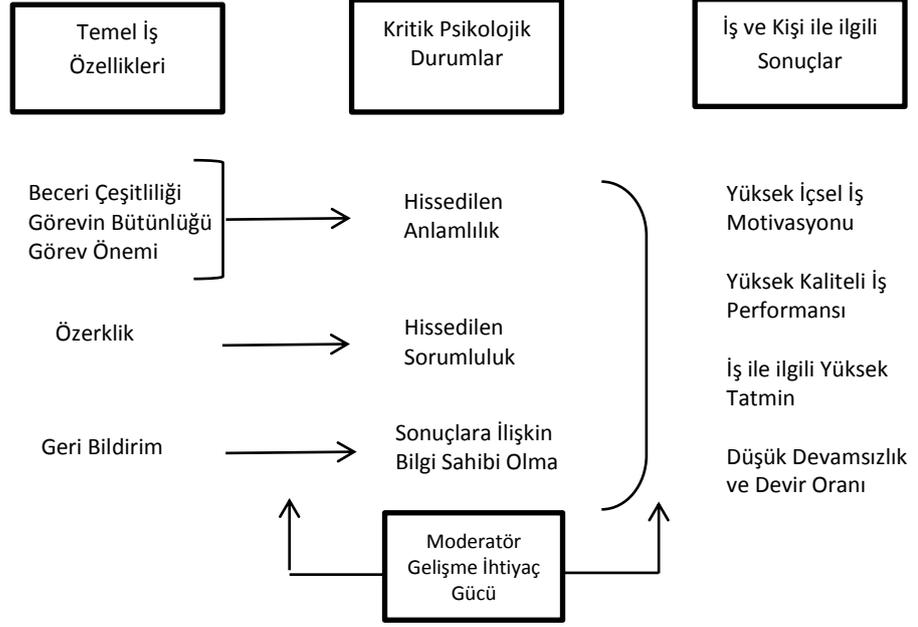 Temel İş
Özellikleri
Kritik Psikolojik
Durumlar
İş ve Kişi ile ilgili
Sonuçlar
Beceri Çeşitliliği
Görevin Bütünlüğü
Görev Önemi
Hissedilen
Anlamlılık
Yüksek İçsel İş
Motivasyonu
Yüksek Kaliteli İş
Performansı
Özerklik
Hissedilen
Sorumluluk
İş ile ilgili Yüksek
Tatmin
Geri Bildirim
Sonuçlara İlişkin
Bilgi Sahibi Olma
Düşük Devamsızlık
ve Devir Oranı
Moderatör
Gelişme İhtiyaç
Gücü